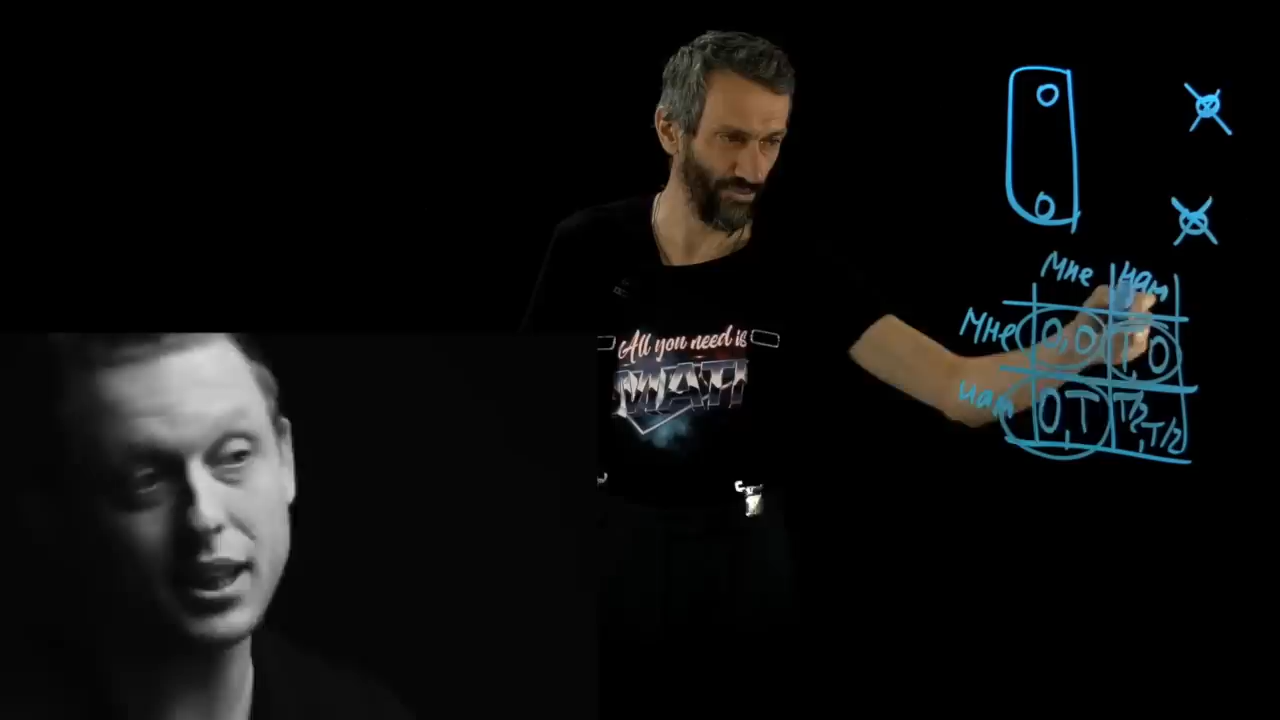 All you need is
MATH
Мне Нам
Мне 0,0 T,0
Нам 0,T T/2,T/2